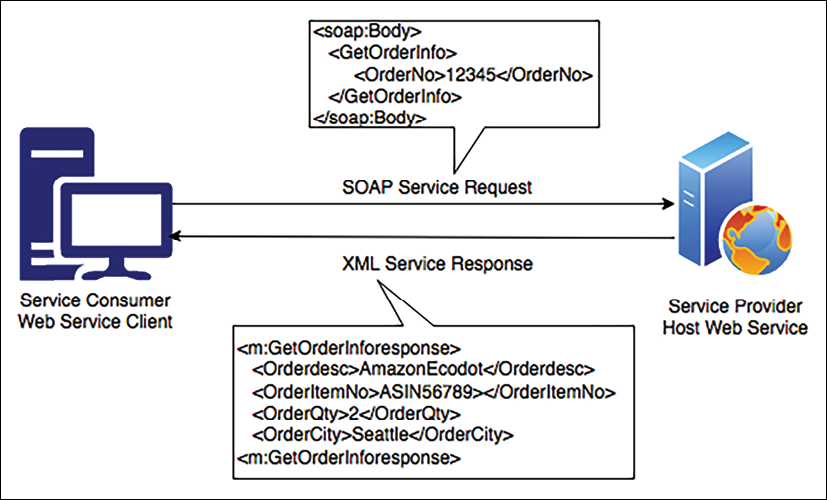 <soap:Body>
<GetOrderInfo>
<OrderNo>12345</OrderNo>
</GetOrderInfo>
</soap:Body>
SOAP Service Request
XML Service Response
Service Consumer
Web Service Client
Service Provider
Host Web Service
<m:GetOrderInforesponse>
<Orderdesc>AmazonEcodot</Orderdesc>
<OrderItemNo>ASIN56789></OrderItemNo>
<OrderQty>2</OrderQty>
<OrderCity>Seattle</OrderCity>
<m:GetOrderInforesponse>